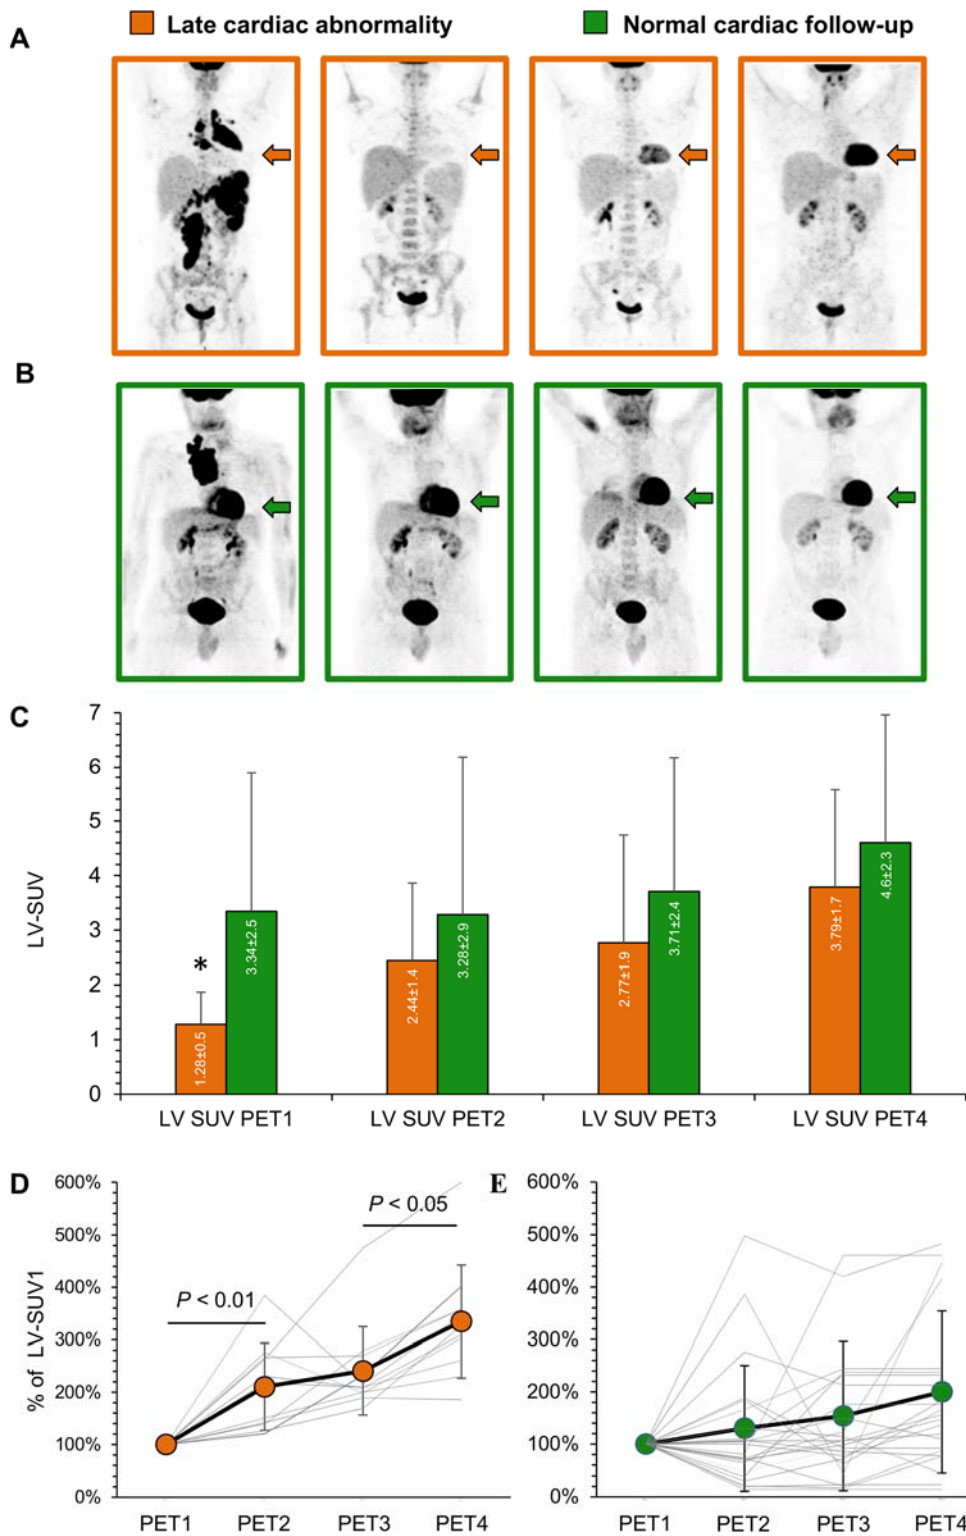 Late cardiac abnormality
Normal cardiac follow-up
A
B
C
7
6
5
4
3
2
1
0
LV-SUV
*
1.28±0.5
3.34±2.5
2.44±1.4
3.28±2.9
2.77±1.9
3.71±2.4
3.79±1.7
4.6±2.3
LV SUV PET1
LV SUV PET2
LV SUV PET3
LV SUV PET4
D
600%
500%
400%
300%
200%
100%
0%
% of LV-SUV1
P < 0.01
P < 0.05
PET1
PET2
PET3
PET4
E
600%
500%
400%
300%
200%
100%
0%
PET1
PET2
PET3
PET4